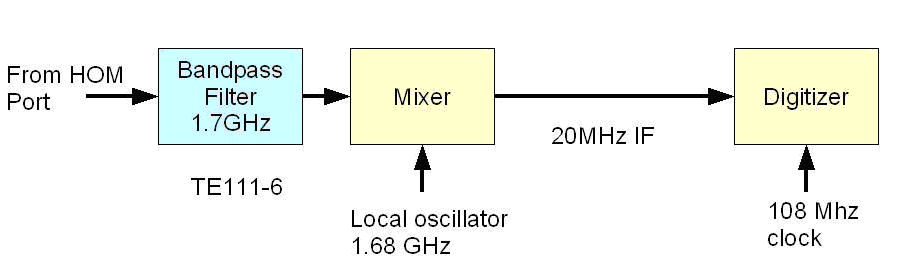 From HOM
Port
Bandpass
Filter
1.7GHz
Mixer
Digitizer
20MHz IF
TE111-6
Local oscillator
1.68 GHz
108 Mhz
clock